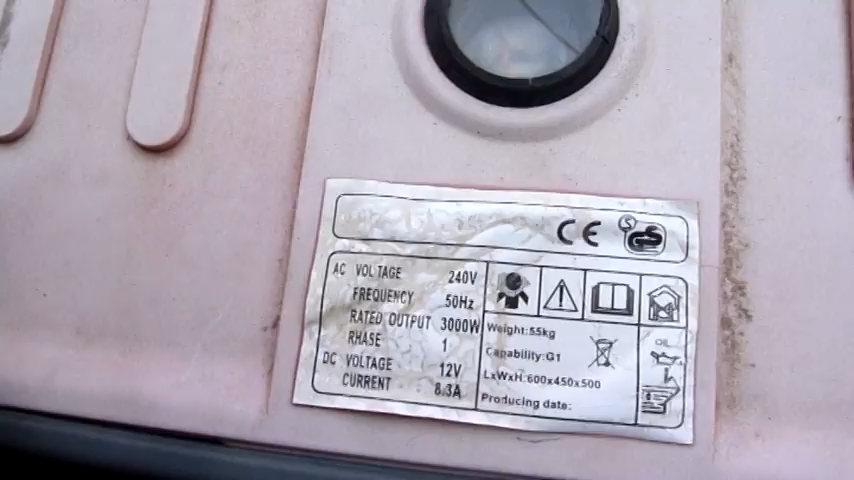 CE S GS
AC VOLTAGE 240V
FREQUENCY 50Hz
RATED OUTPUT 3000W
RHASE 1
DC VOLTAGE 12V
CURRENT 8.3A
Weight:55kg
Capability:G1
LxWxH:600x450x500
Producing date:
OIL